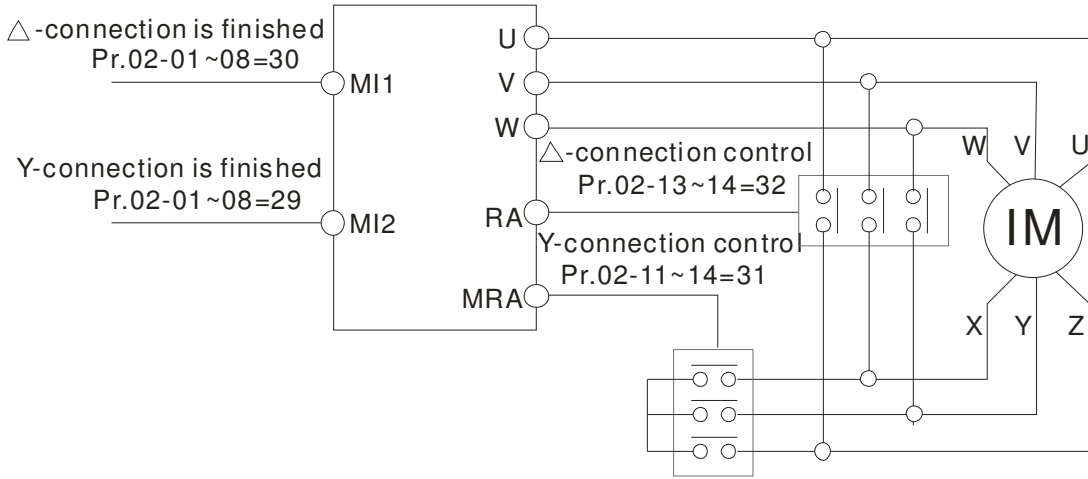 △-connection is finished
Pr.02-01~08=30
MI1
Y-connection is finished
Pr.02-01~08=29
MI2
U
V
W
RA
MRA
△-connection control
Pr.02-13~14=32
Y-connection control
Pr.02-11~14=31
W V U
IM
X Y Z